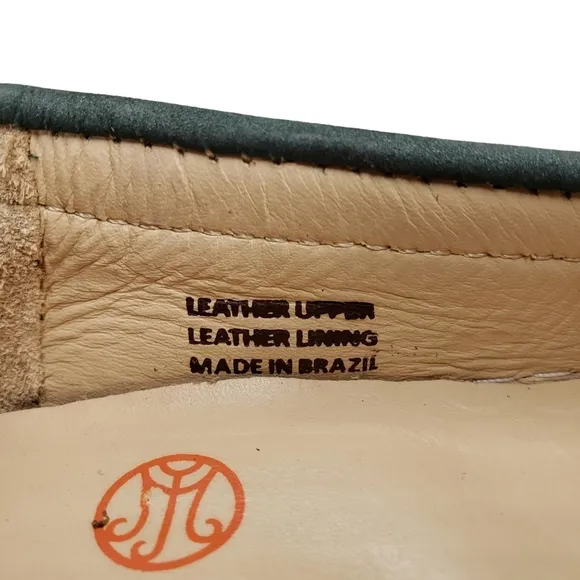 LEATHER UPPER
LEATHER LINING
MADE IN BRAZIL